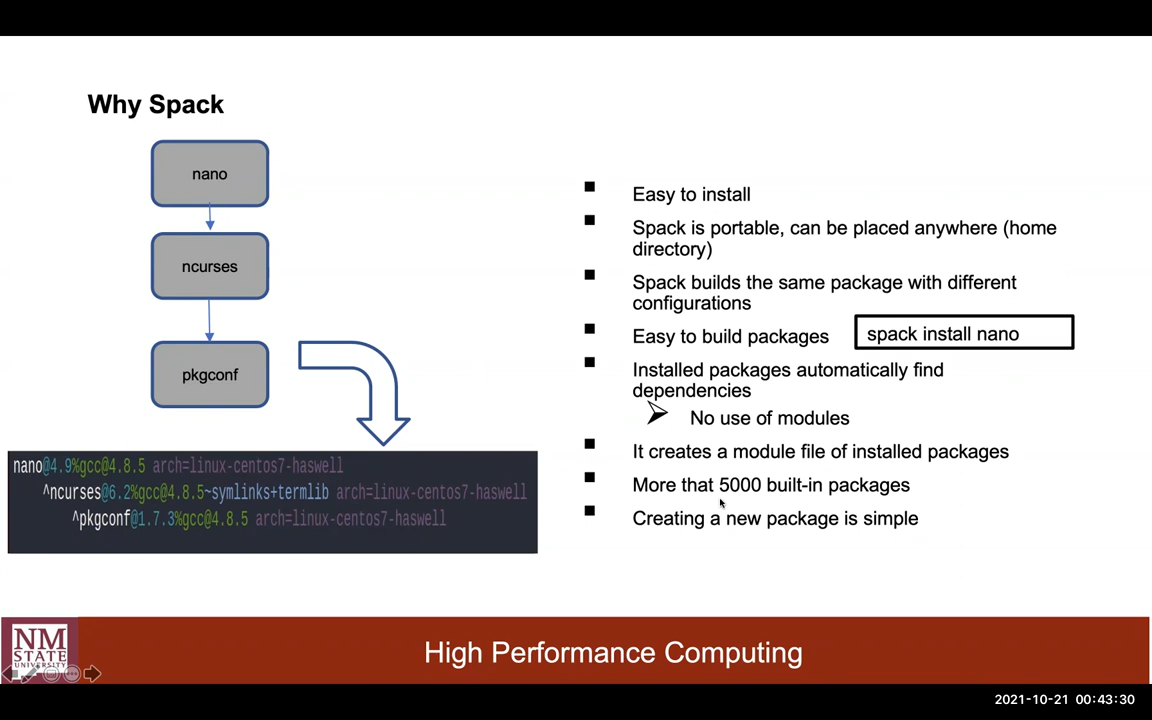 Why Spack
nano
ncurses
pkgconf
nano@4.9%gcc@4.8.5 arch=linux-centos7-haswell
^ncurses@6.2%gcc@4.8.5~symlinks+termlib arch=linux-centos7-haswell
^pkgconf@1.7.3%gcc@4.8.5 arch=linux-centos7-haswell
Easy to install
Spack is portable, can be placed anywhere (home
directory)
Spack builds the same package with different
configurations
Easy to build packages
spack install nano
Installed packages automatically find
dependencies
No use of modules
It creates a module file of installed packages
More that 5000 built-in packages
Creating a new package is simple
NM
STATE
UNIVERSITY
High Performance Computing
2021-10-21 00:43:30